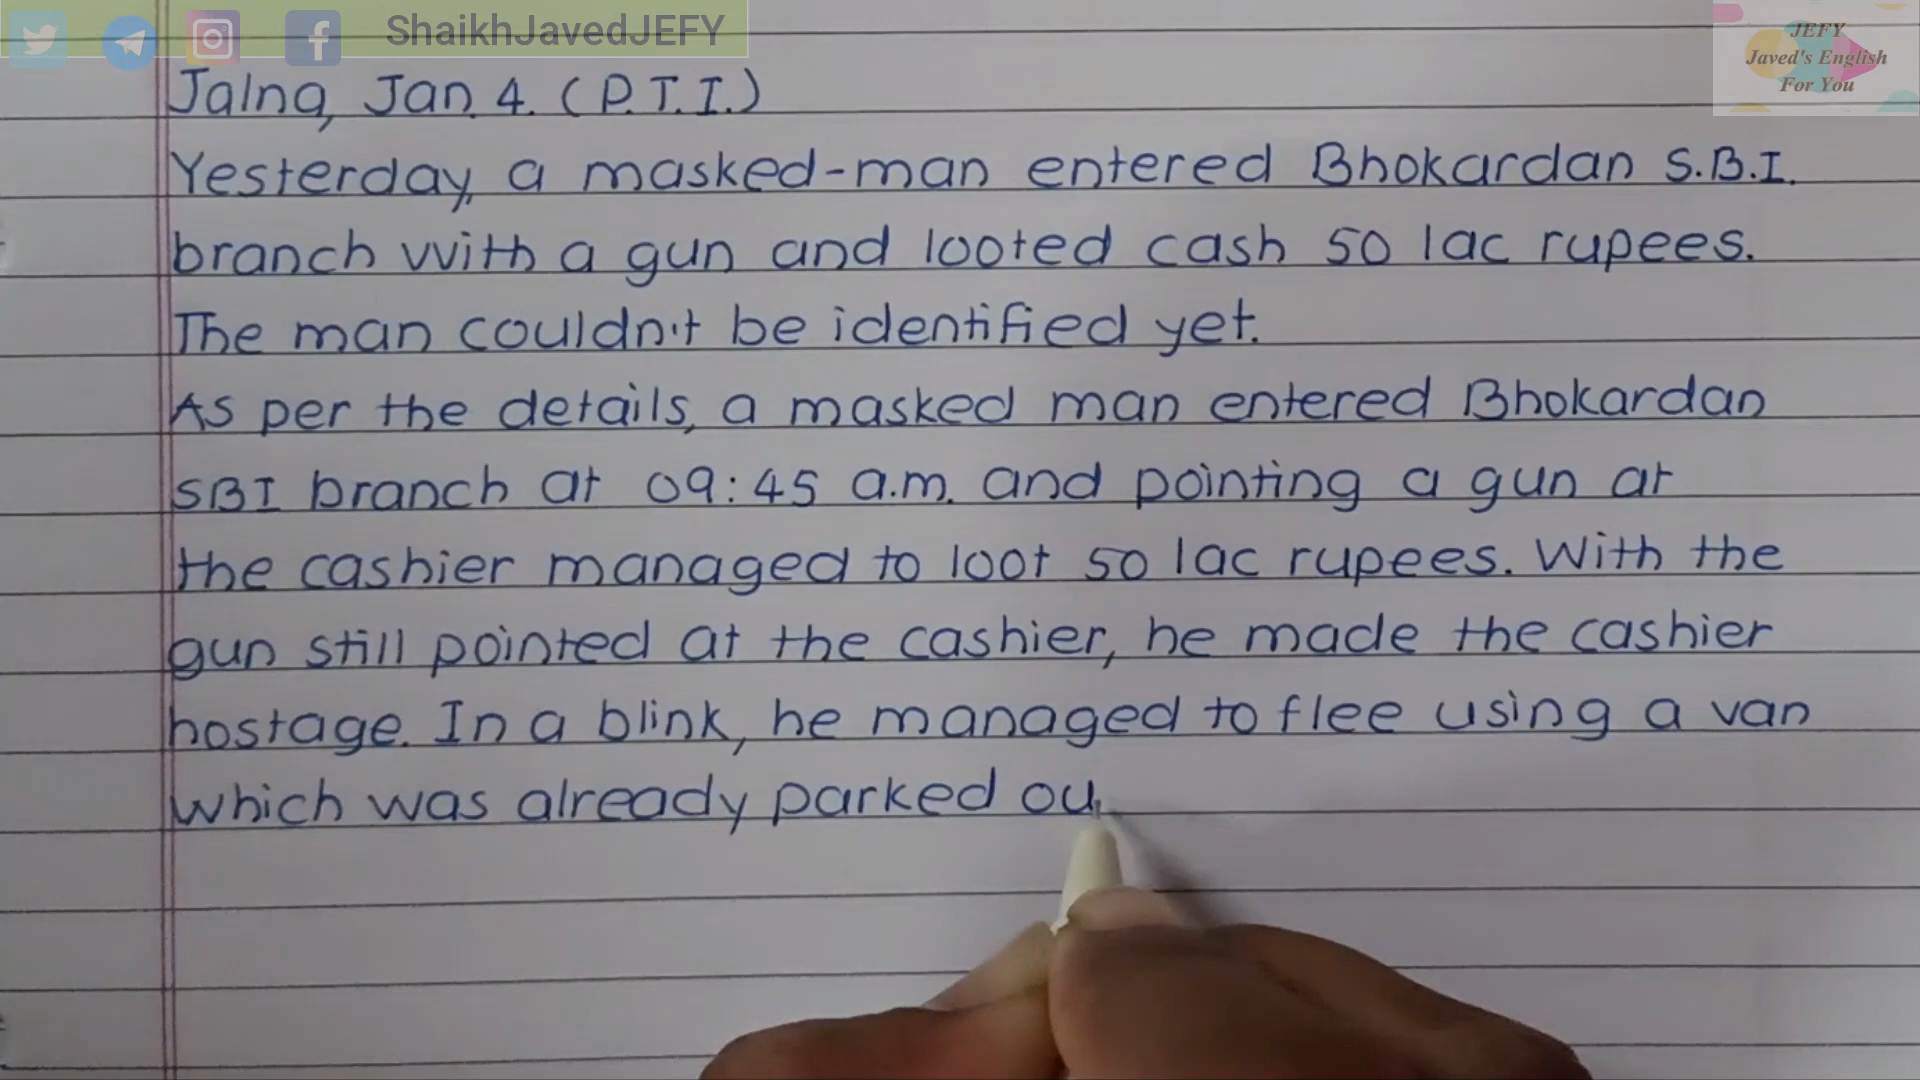 ShaikhJavedJEFY
JEFY
Javed's English
For You
Jalna, Jan. 4. (P.T.I.)
Yesterday, a masked-man entered Bhokardan S.B.I.
branch with a gun and looted cash 50 lac rupees.
The man couldn't be identified yet.
As per the details, a masked man entered Bhokardan
SBI branch at 09:45 a.m. and pointing a gun at
the cashier managed to loot 50 lac rupees. With the
gun still pointed at the cashier, he made the cashier
hostage. In a blink, he managed to flee using a van
which was already parked ou